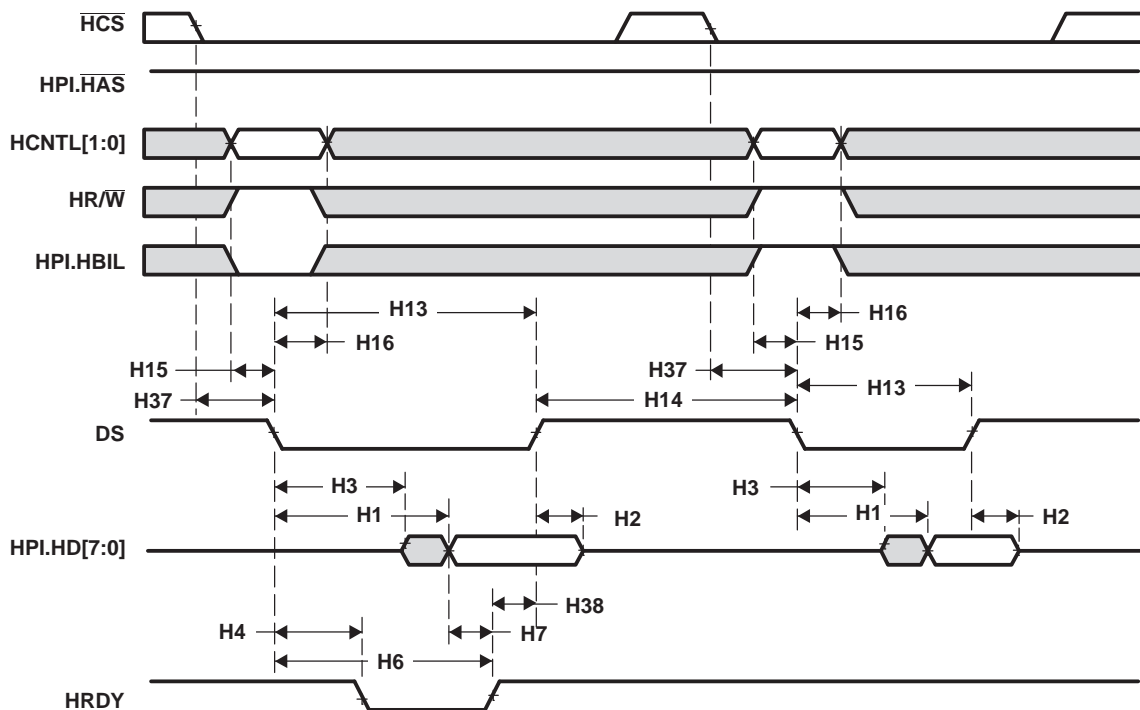 HCS
HPI.HAS
HCNTL[1:0]
HR/W
HPI.HBIL
H13
H16
H16
H15
H15
H37
H13
H37
H14
DS
H3
H3
H1
H1
H2
H2
HPI.HD[7:0]
H38
H4
H7
H6
HRDY